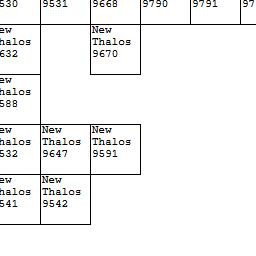 530 9531 9668 9790 9791 97
ew New
halos Thalos
632 9670
ew
halos
588
ew New New
halos Thalos Thalos
532 9647 9591
ew New
halos Thalos
541 9542